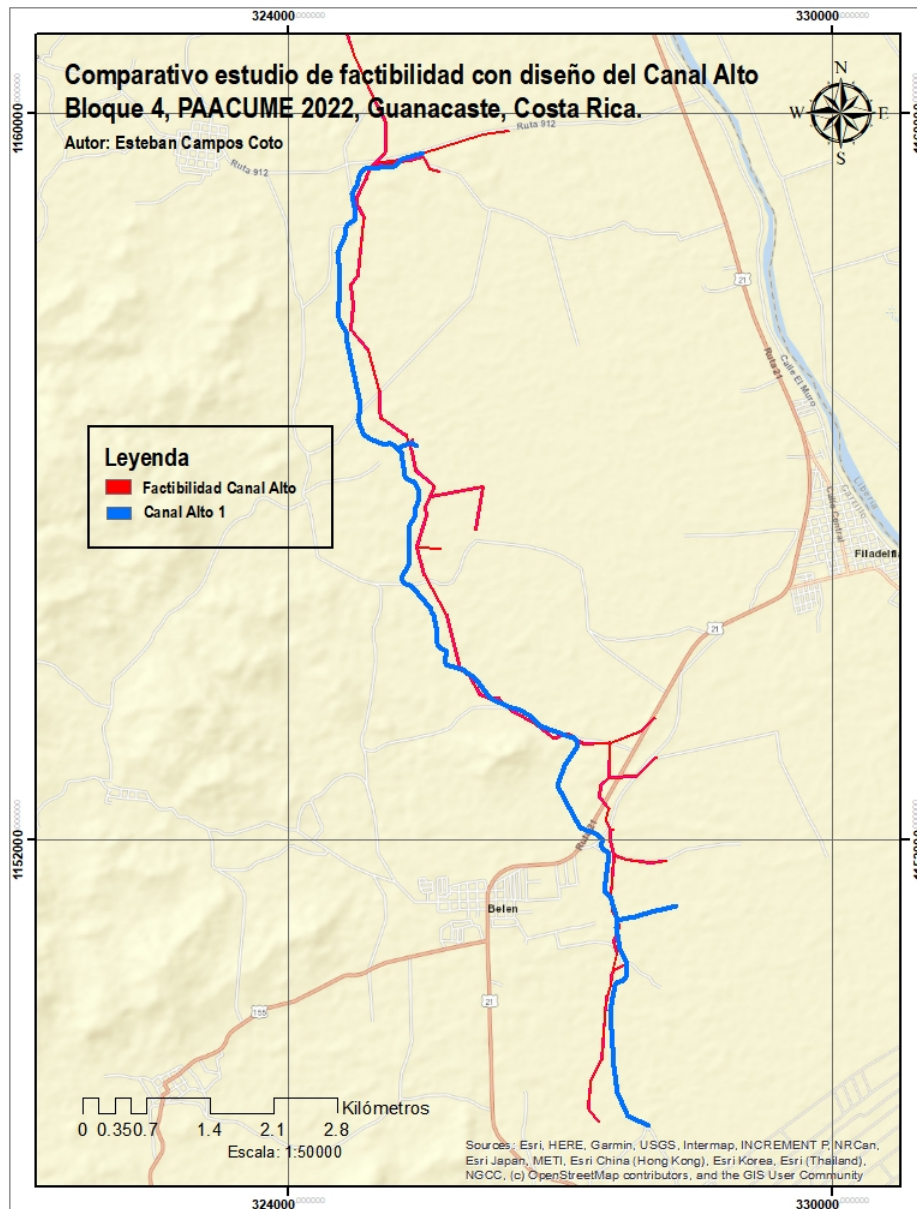 324000
330000
Comparativo estudio de factibilidad con diseño del Canal Alto
Bloque 4, PAACUME 2022, Guanacaste, Costa Rica.
Autor: Esteban Campos Coto
N
W
E
S
1160000
Ruta 912
Ruta 912
21
Ruta 21
Calle El Muro
Leyenda
Factibilidad Canal Alto
Canal Alto 1
Liberia
Carrillo
Calle Central
Filadelfia
21
1152000
Ruta 21
Belen
21
155
Kilómetros
0 0.350.7 1.4 2.1 2.8
Escala: 1:50000
Sources: Esri, HERE, Garmin, USGS, Intermap, INCREMENT P, NRCan,
Esri Japan, METI, Esri China (Hong Kong), Esri Korea, Esri (Thailand),
NGCC, (c) OpenStreetMap contributors, and the GIS User Community
324000
330000